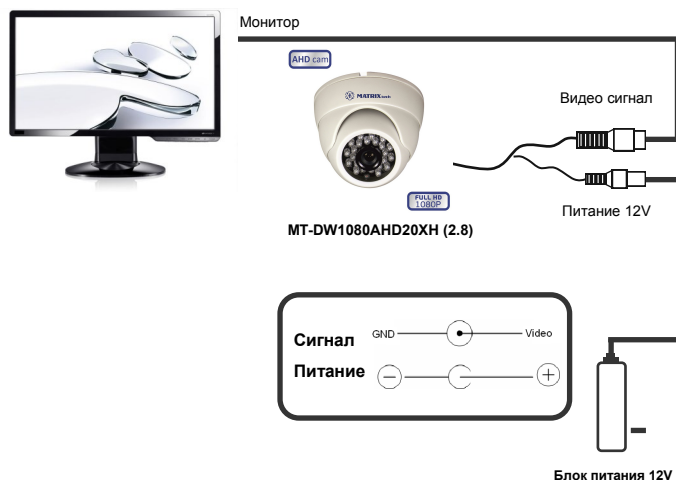 Монитор
AHD cam
MATRIXtech
Видео сигнал
FULL HD
1080P
Питание 12V
MT-DW1080AHD20XH (2.8)
Сигнал GND Video
Питание − +
Блок питания 12V